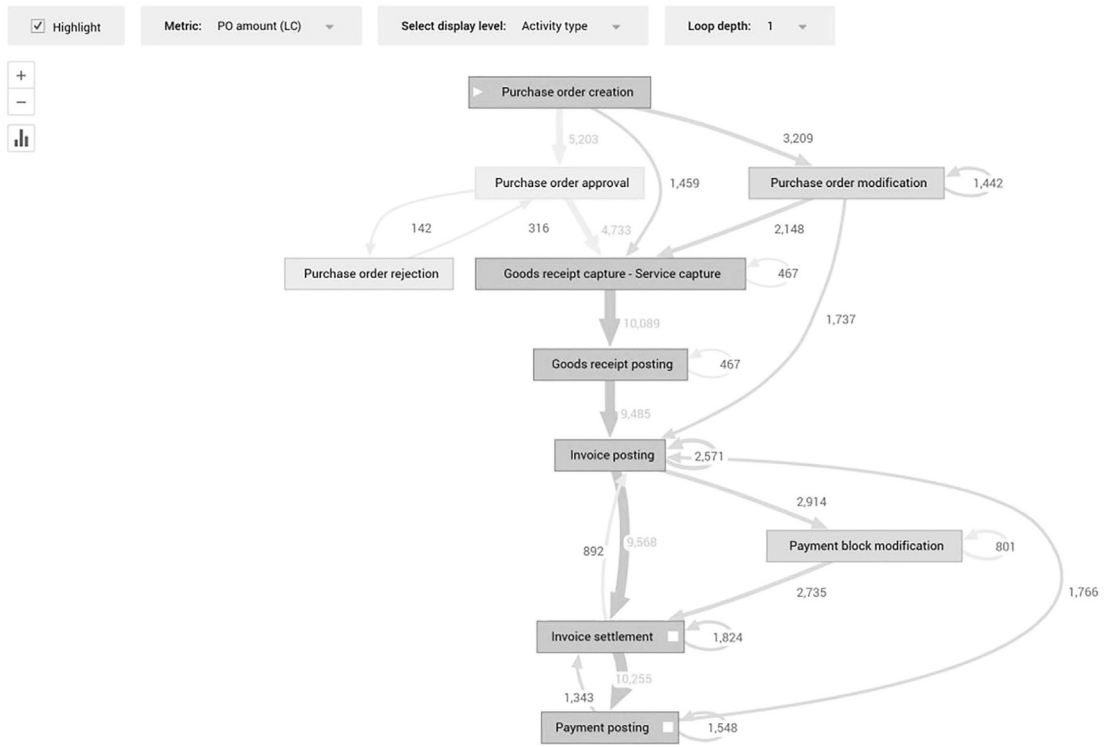 Highlight
Metric: PO amount (LC)
Select display level: Activity type
Loop depth: 1
+
−
Purchase order creation
5,203
3,209
1,459
Purchase order approval
Purchase order modification
1,442
142
316
4,733
2,148
Purchase order rejection
Goods receipt capture - Service capture
467
10,089
1,737
Goods receipt posting
467
9,485
Invoice posting
2,571
2,914
892
9,568
Payment block modification
801
2,735
1,766
Invoice settlement
1,824
10,255
1,343
Payment posting
1,548